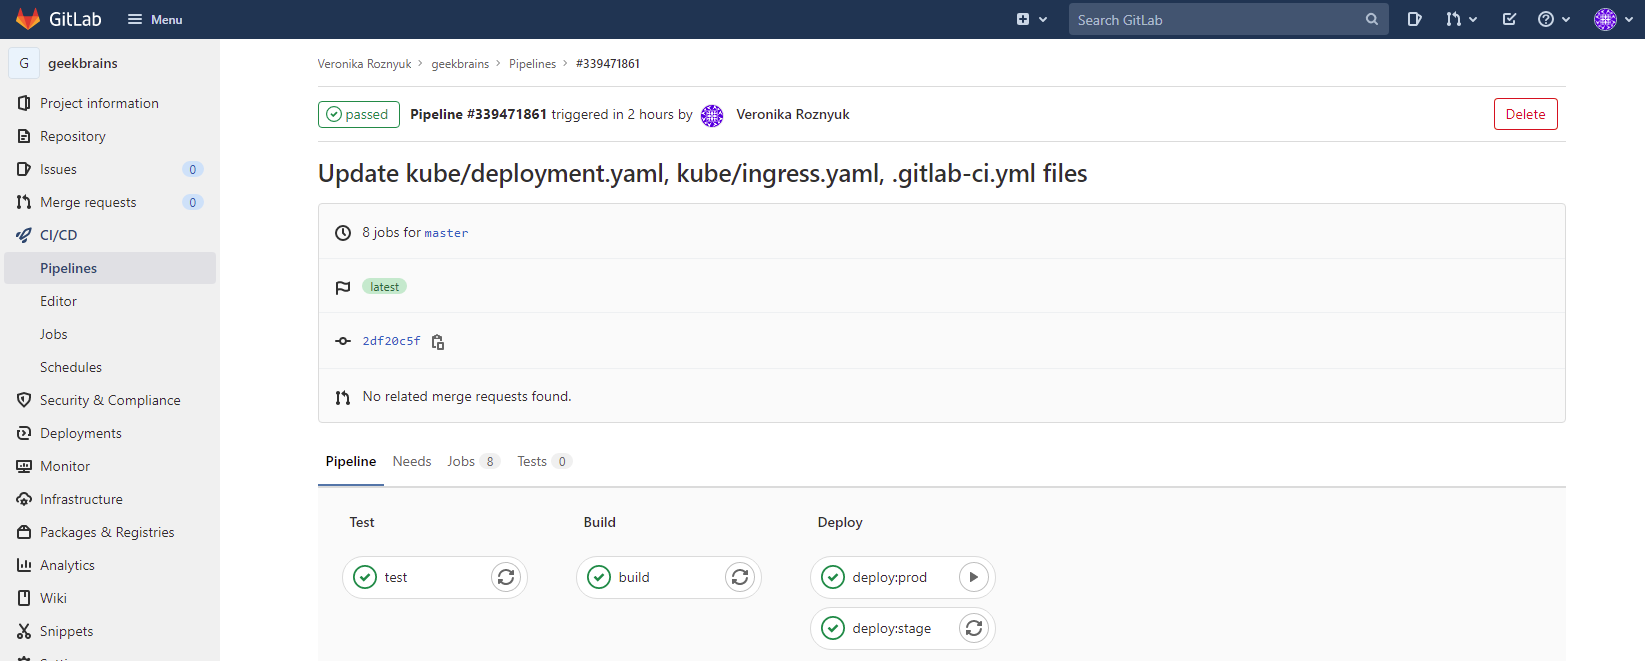 GitLab
Menu
Search GitLab
G geekbrains
Project information
Repository
Issues 0
Merge requests 0
CI/CD
Pipelines
Editor
Jobs
Schedules
Security & Compliance
Deployments
Monitor
Infrastructure
Packages & Registries
Analytics
Wiki
Snippets
Veronika Roznyuk > geekbrains > Pipelines > #339471861
passed Pipeline #339471861 triggered in 2 hours by Veronika Roznyuk
Delete
Update kube/deployment.yaml, kube/ingress.yaml, .gitlab-ci.yml files
8 jobs for master
latest
2df20c5f
No related merge requests found.
Pipeline Needs Jobs 8 Tests 0
Test Build Deploy
test build deploy:prod
deploy:stage